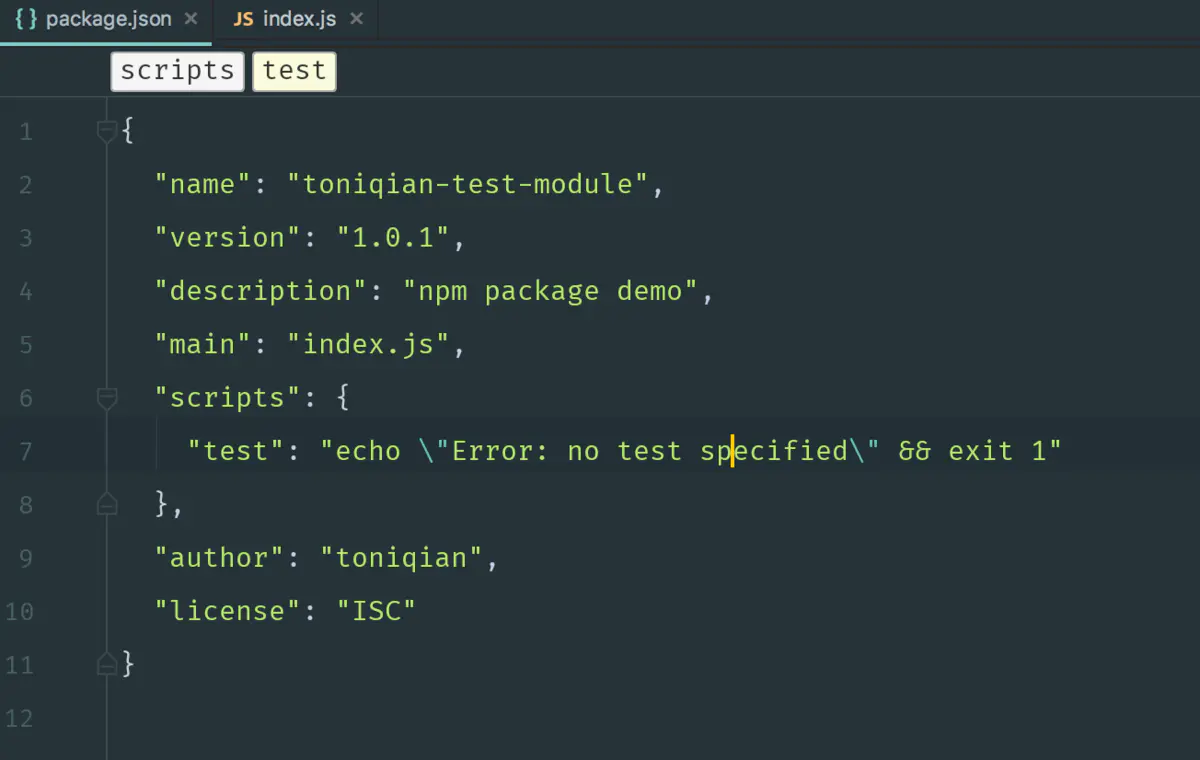 { } package.json ×  JS index.js ×
scripts test
1 {
2   "name": "toniqian-test-module",
3   "version": "1.0.1",
4   "description": "npm package demo",
5   "main": "index.js",
6   "scripts": {
7     "test": "echo \"Error: no test specified\" && exit 1"
8   },
9   "author": "toniqian",
10   "license": "ISC"
11 }
12